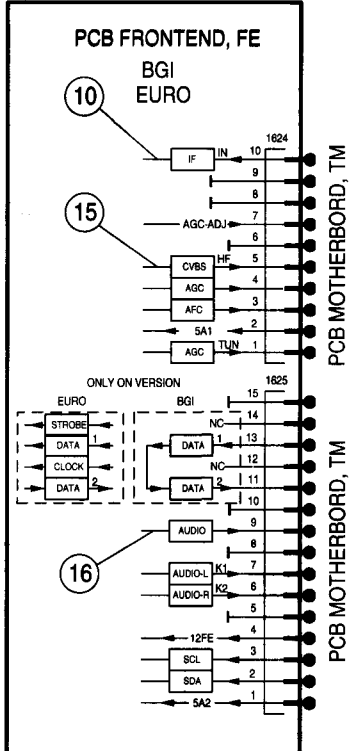 PCB FRONTEND, FE
BGI
EURO
10
1624
IF IN 10
9
8
AGC-ADJ 7
6
15
CVBS HF 5
AGC 4
AFC 3
5A1 2
AGC TUN 1
PCB MOTHERBORD, TM
ONLY ON VERSION
EURO BGI
1625
15
STROBE NC 14
DATA 1 DATA 1 13
CLOCK NC 12
DATA 2 DATA 2 11
10
AUDIO 9
8
16
AUDIO-L K1 7
AUDIO-R K2 6
5
12FE 4
SCL 3
SDA 2
5A2 1
PCB MOTHERBORD, TM